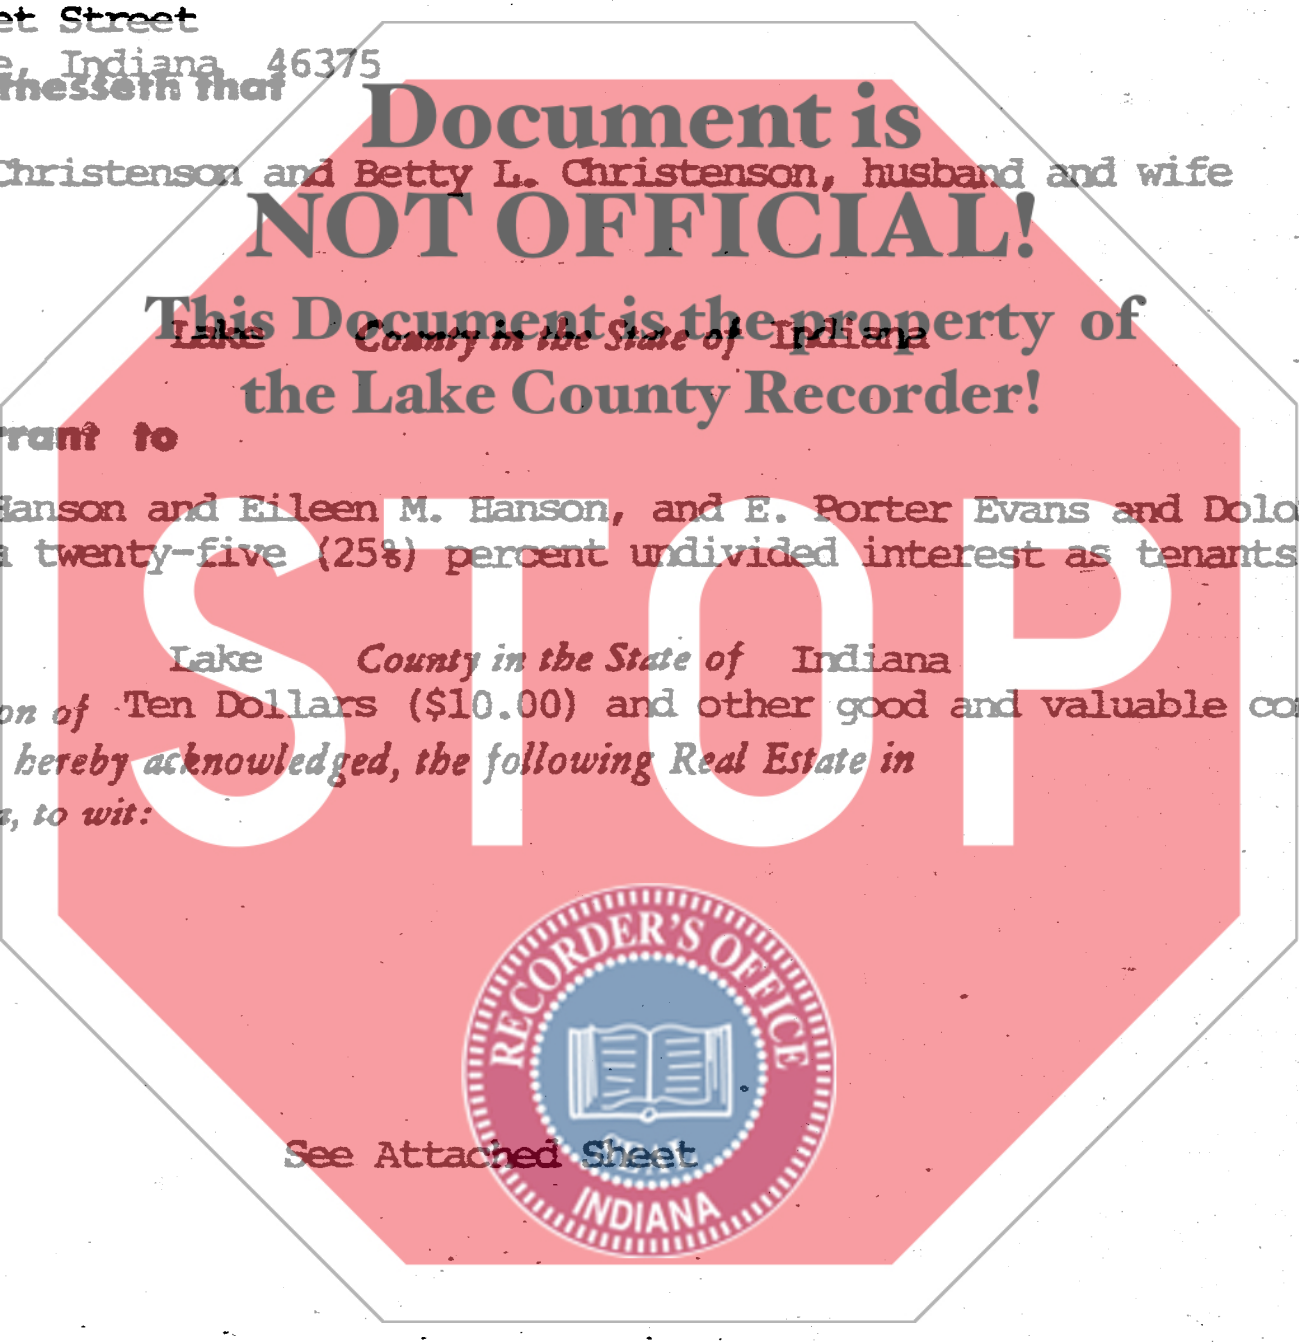 et Street
e, Indiana 46375
nesseth that
Document is
Christenson and Betty L. Christenson, husband and wife
NOT OFFICIAL!
This Document is the property of
Lake County in the State of Indiana
the Lake County Recorder!
rant to
Hanson and Eileen M. Hanson, and E. Porter Evans and Dolo
twenty-five (25%) percent undivided interest as tenants
STOP
Lake County in the State of Indiana
on of Ten Dollars ($10.00) and other good and valuable co
hereby acknowledged, the following Real Estate in
, to wit:
RECORDER'S OFFICE
See Attached Sheet
SEAL
INDIANA